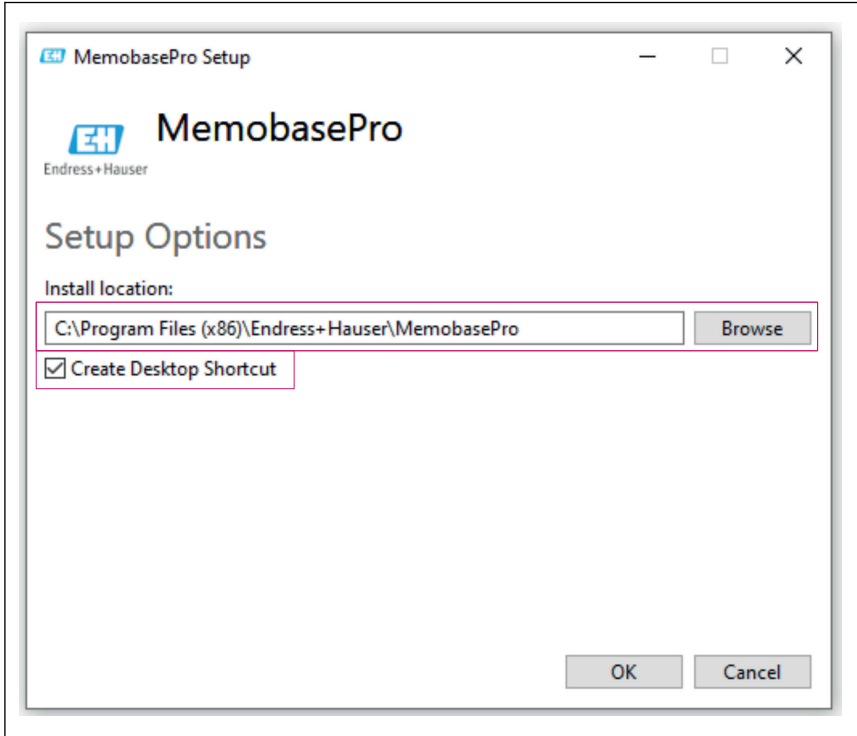 EH MemobasePro Setup
EH MemobasePro
Endress+Hauser
Setup Options
Install location:
C:\Program Files (x86)\Endress+Hauser\MemobasePro Browse
Create Desktop Shortcut
OK Cancel